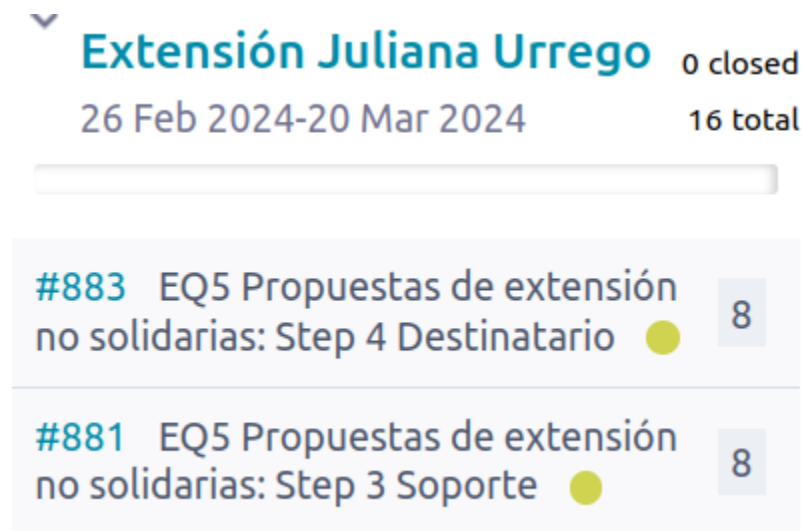 Extensión Juliana Urrego 0 closed
26 Feb 2024-20 Mar 2024 16 total
#883 EQ5 Propuestas de extensión
no solidarias: Step 4 Destinatario 8
#881 EQ5 Propuestas de extensión
no solidarias: Step 3 Soporte 8